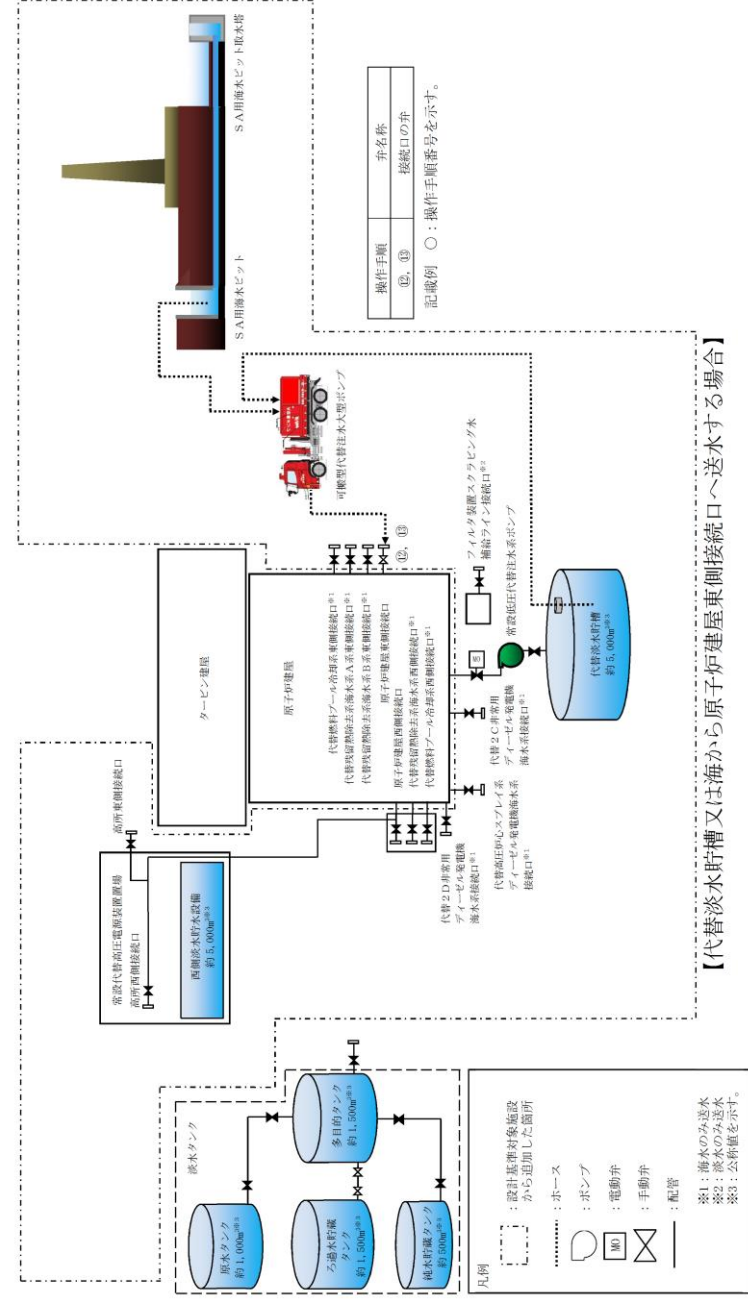 ＳＡ用海水ピット取水塔
ＳＡ用海水ピット
操作手順
弁名称
⑫，⑬
接続口の弁
記載例　○：操作手順番号を示す。
可搬型代替注水大型ポンプ
タービン建屋
原子炉建屋
代替燃料プール冷却系東側接続口※1
代替残留熱除去系海水系Ａ系東側接続口※1
代替残留熱除去系海水系Ｂ系東側接続口※1
原子炉建屋東側接続口
⑫，⑬
原子炉建屋西側接続口
代替残留熱除去系海水系西側接続口※1
代替燃料プール冷却系西側接続口※1
フィルタ装置スクラビング水
補給ライン接続口※2
常設低圧代替注水系ポンプ
MO
代替淡水貯槽
約5,000m³※3
代替２Ｃ非常用
ディーゼル発電機
海水系接続口※1
代替高圧炉心スプレイ系
ディーゼル発電機海水系
接続口※1
代替２Ｄ非常用
ディーゼル発電機
海水系接続口※1
高所東側接続口
常設代替高圧電源装置置場
高所西側接続口
西側淡水貯水設備
約5,000m³※3
淡水タンク
原水タンク
約1,000m³※3
ろ過水貯蔵
タンク
約1,500m³※3
純水貯蔵タンク
約500m³※3
多目的タンク
約1,500m³※3
凡例
：設計基準対象施設
から追加した箇所
：ホース
：ポンプ
MO
：電動弁
：手動弁
：配管
※1：海水のみ送水
※2：淡水のみ送水
※3：公称値を示す。
【代替淡水貯槽又は海から原子炉建屋東側接続口へ送水する場合】